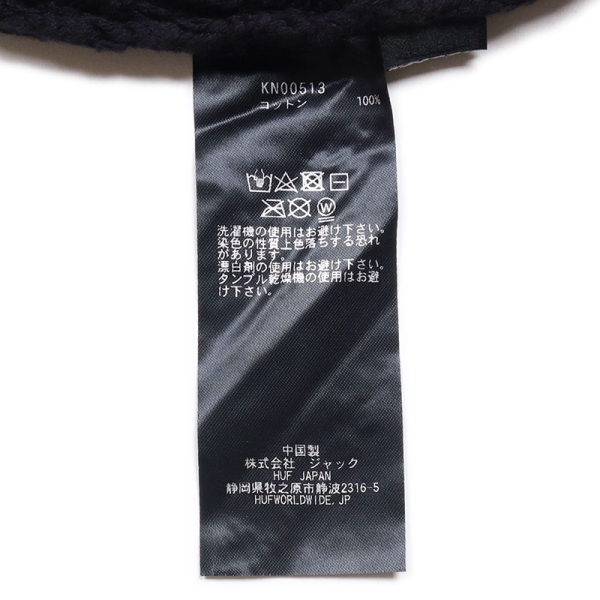 KN00513
コットン 100%
W
洗濯機の使用はお避け下さい。
染色の性質上色落ちする恐れ
があります。
漂白剤の使用はお避け下さい。
タンブル乾燥機の使用はお避
け下さい。
中国製
株式会社 ジャック
HUF JAPAN
静岡県牧之原市静波2316-5
HUFWORLDWIDE.JP